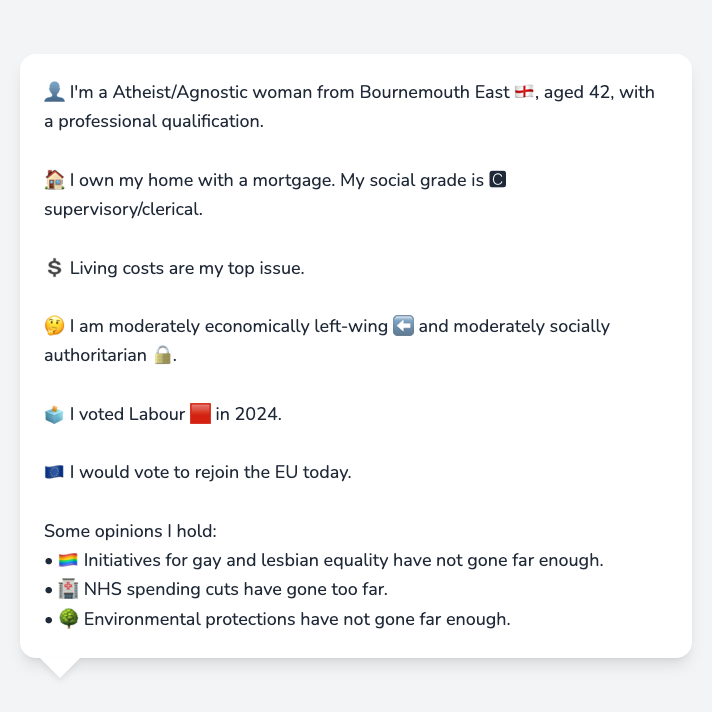 👤 I'm a Atheist/Agnostic woman from Bournemouth East 🏴󠁧󠁢󠁥󠁮󠁧󠁿, aged 42, with
a professional qualification.
🏠 I own my home with a mortgage. My social grade is 🅲
supervisory/clerical.
💲 Living costs are my top issue.
🤔 I am moderately economically left-wing ⬅️ and moderately socially
authoritarian 🔒.
🗳️ I voted Labour 🟥 in 2024.
🇪🇺 I would vote to rejoin the EU today.
Some opinions I hold:
• 🏳️‍🌈 Initiatives for gay and lesbian equality have not gone far enough.
• 🏥 NHS spending cuts have gone too far.
• 🌳 Environmental protections have not gone far enough.